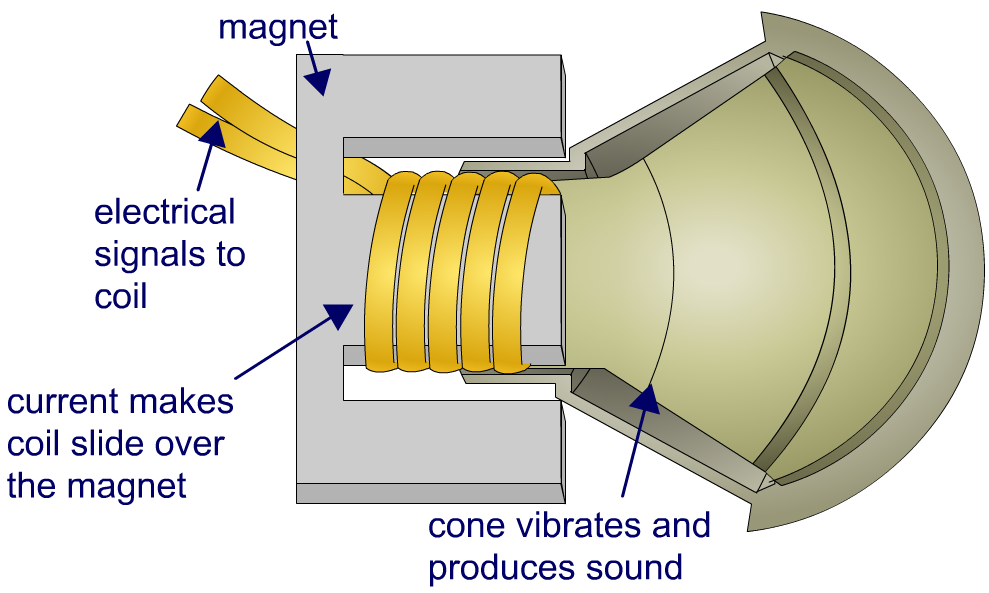 magnet
electrical
signals to
coil
current makes
coil slide over
the magnet
cone vibrates and
produces sound